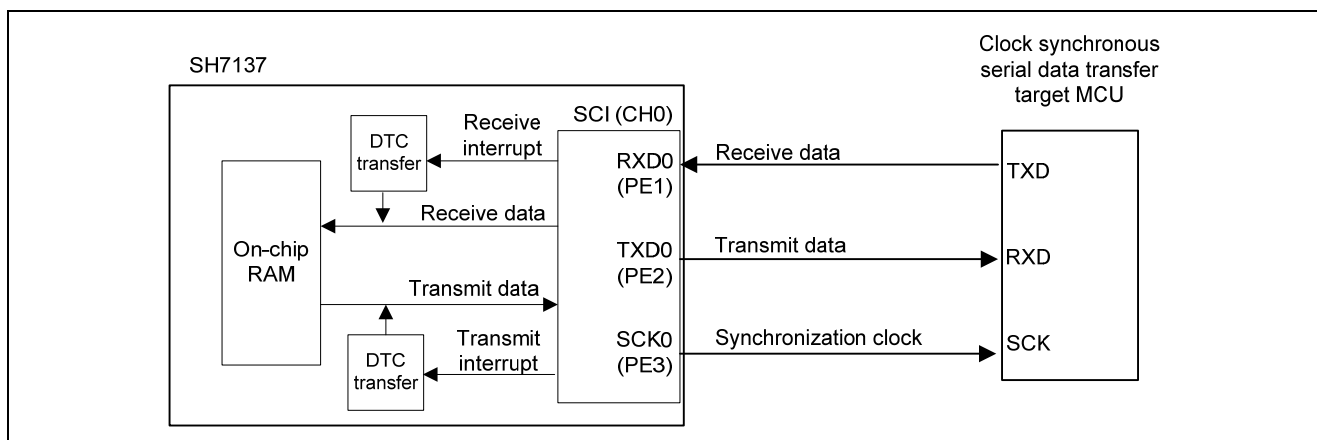 SH7137
Clock synchronous
serial data transfer
target MCU
SCI (CH0)
DTC
transfer
Receive
interrupt
RXD0
(PE1)
Receive data
TXD
Receive data
On-chip
RAM
TXD0
(PE2)
Transmit data
RXD
Transmit data
DTC
transfer
Transmit
interrupt
SCK0
(PE3)
Synchronization clock
SCK